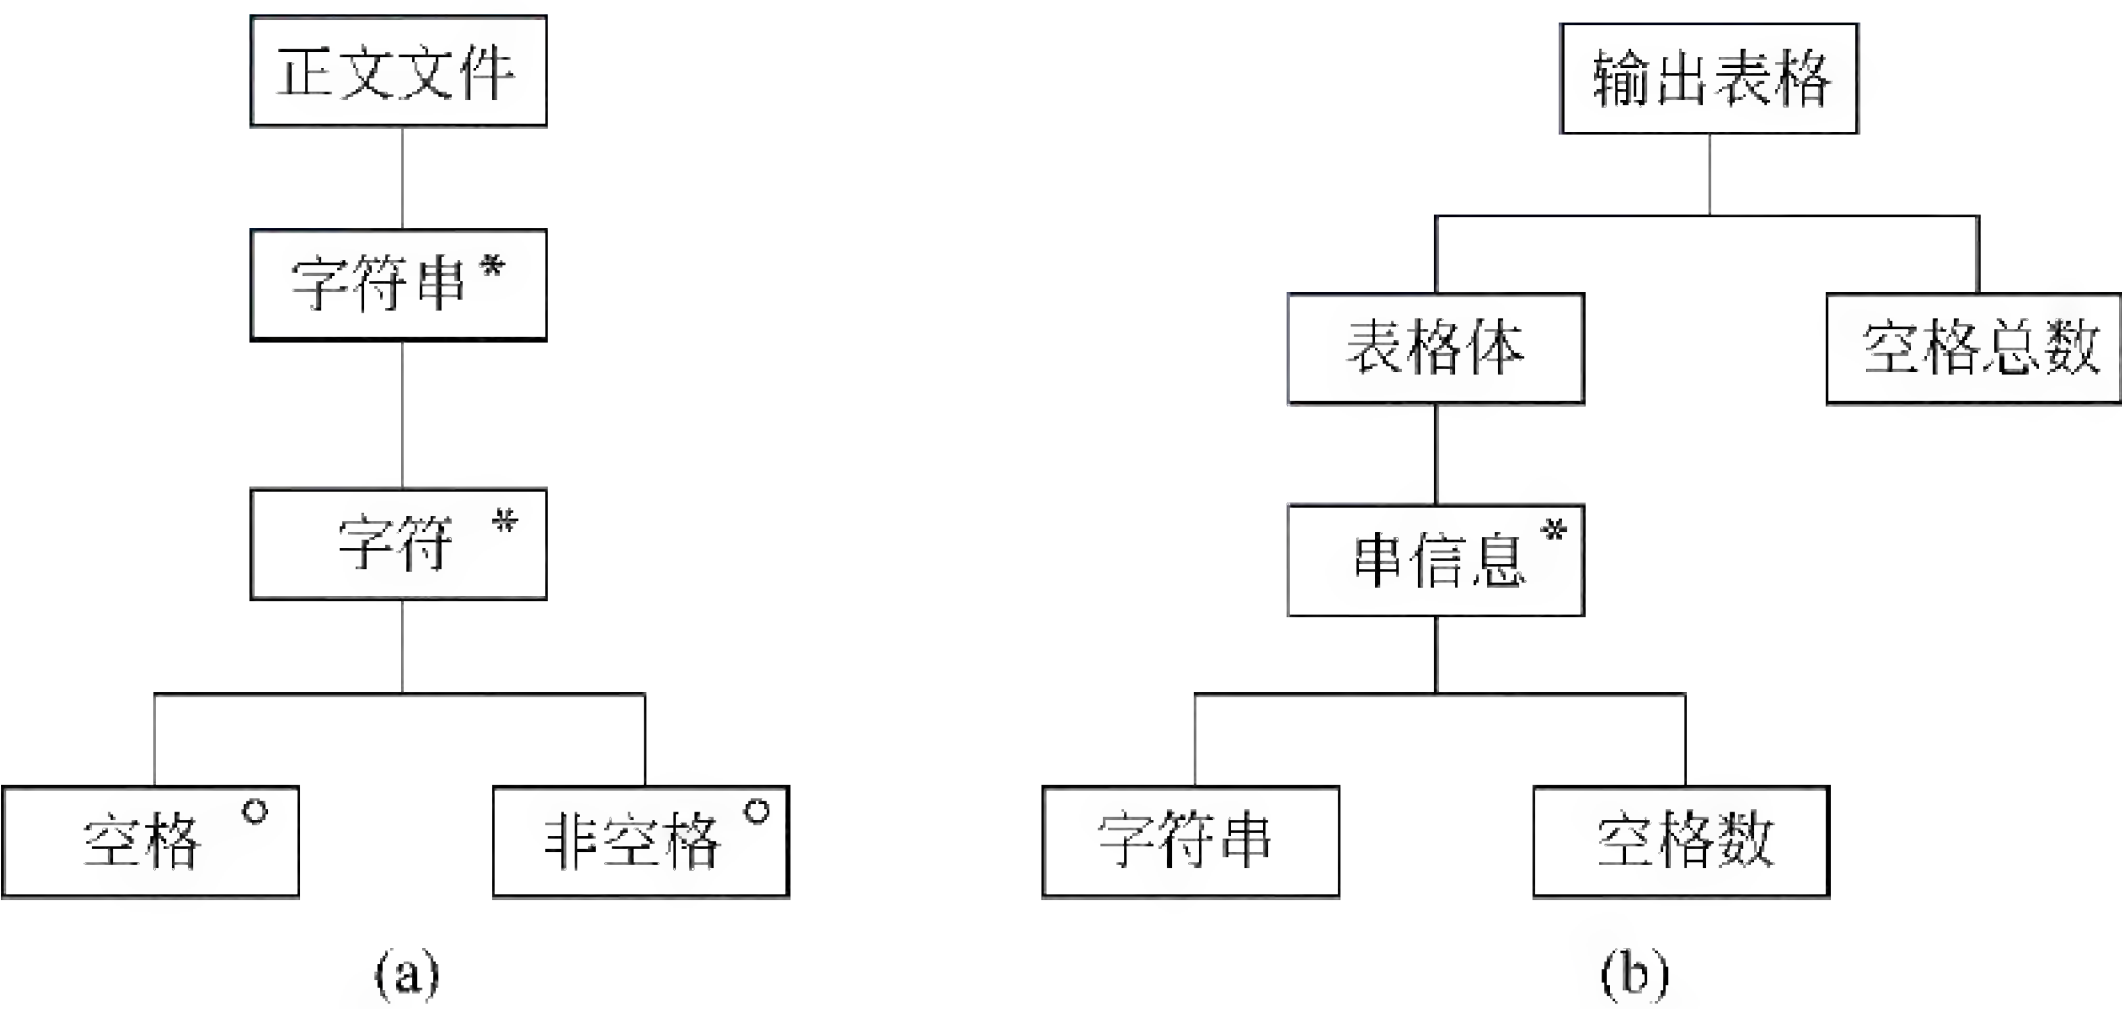 正文文件
字符串*
字符 *
空格 ○
非空格 ○
(a)
输出表格
表格体
空格总数
串信息*
字符串
空格数
(b)